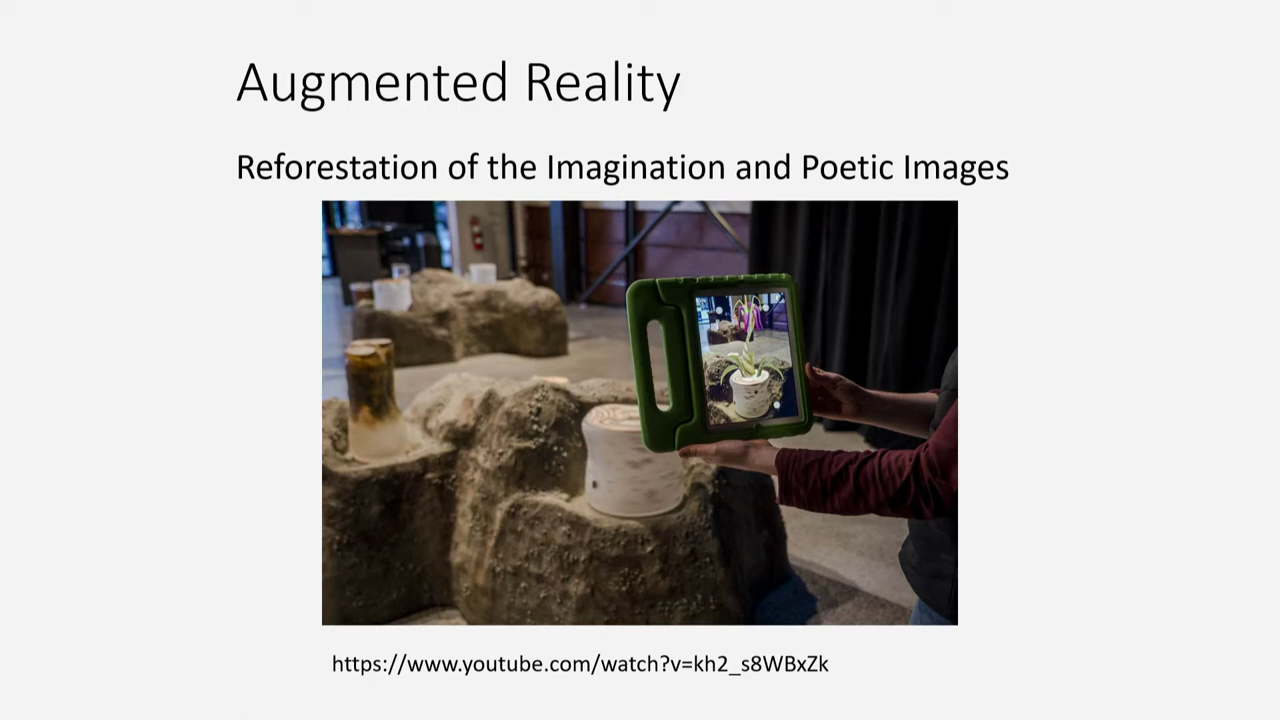 Augmented Reality
Reforestation of the Imagination and Poetic Images
https://www.youtube.com/watch?v=kh2_s8WBxZk